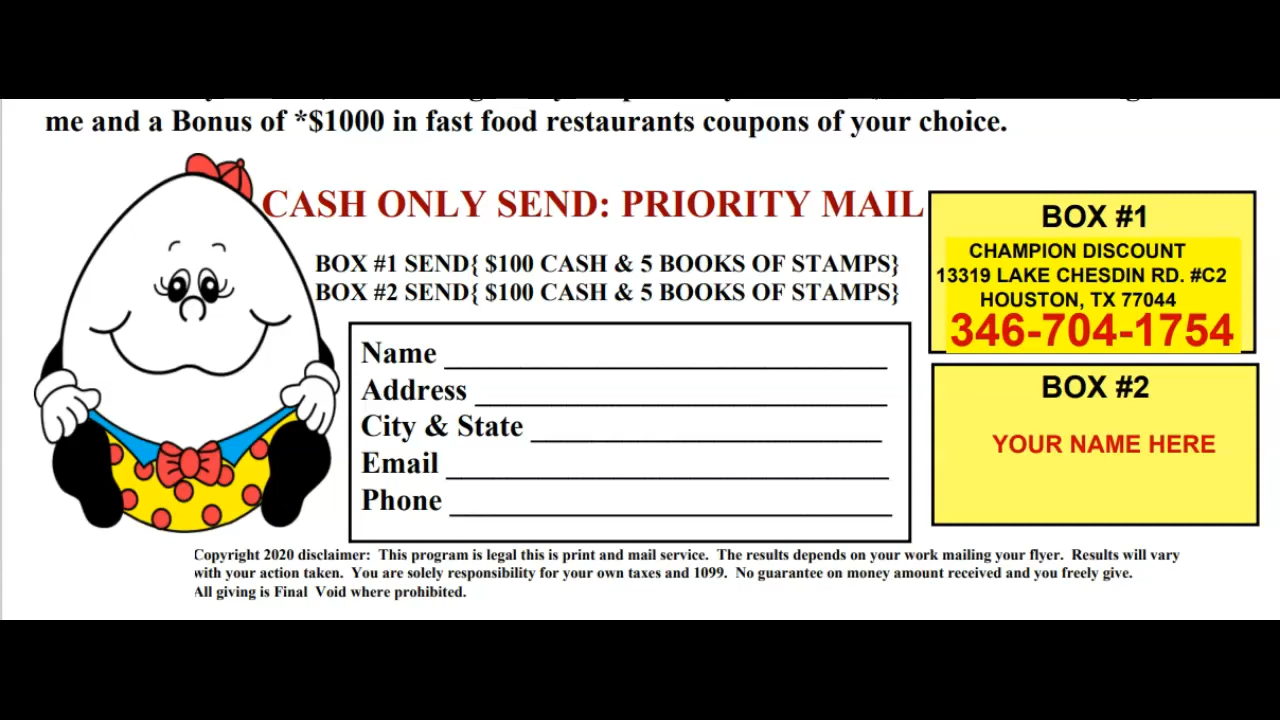 me and a Bonus of *$1000 in fast food restaurants coupons of your choice.
CASH ONLY SEND: PRIORITY MAIL
BOX #1 SEND{ $100 CASH & 5 BOOKS OF STAMPS}
BOX #2 SEND{ $100 CASH & 5 BOOKS OF STAMPS}
Name
Address
City & State
Email
Phone
BOX #1
CHAMPION DISCOUNT
13319 LAKE CHESDIN RD. #C2
HOUSTON, TX 77044
346-704-1754
BOX #2
YOUR NAME HERE
Copyright 2020 disclaimer: This program is legal this is print and mail service. The results depends on your work mailing your flyer. Results will vary
with your action taken. You are solely responsibility for your own taxes and 1099. No guarantee on money amount received and you freely give.
All giving is Final Void where prohibited.